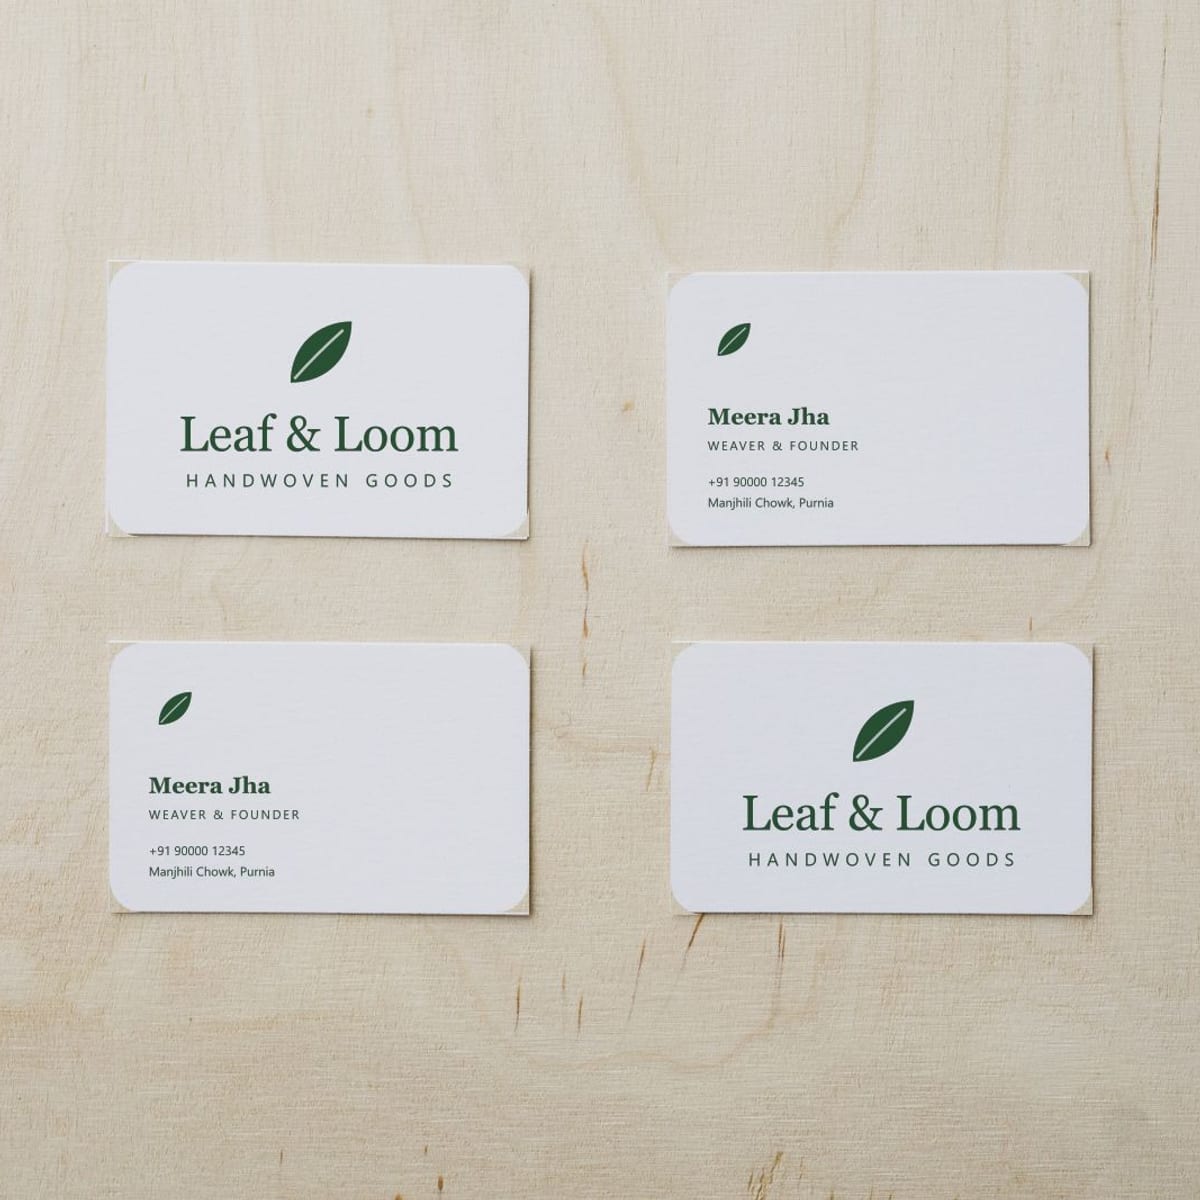 Leaf & Loom
HANDWOVEN GOODS
Meera Jha
WEAVER & FOUNDER
+91 90000 12345
Manjhili Chowk, Purnia
Meera Jha
WEAVER & FOUNDER
+91 90000 12345
Manjhili Chowk, Purnia
Leaf & Loom
HANDWOVEN GOODS